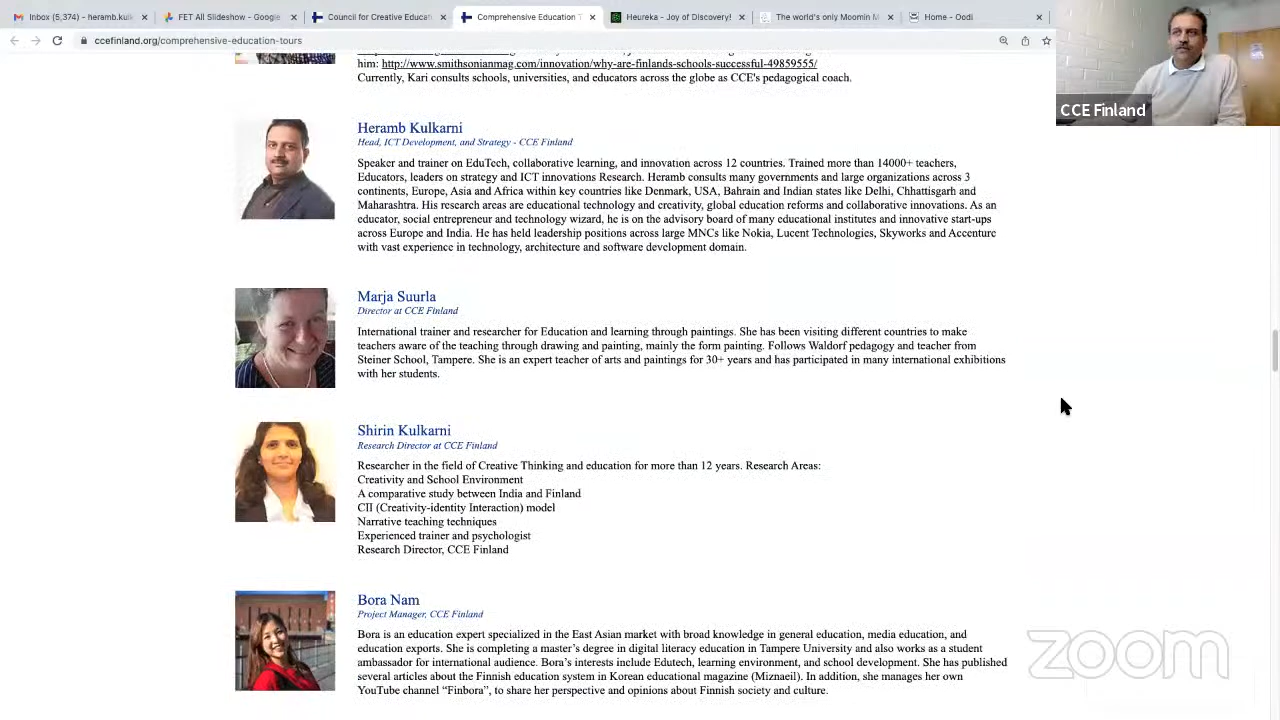 Inbox (5,374) - heramb.kulk
FET All Slideshow - Google
Council for Creative Educat
Comprehensive Education T
Heureka - Joy of Discovery!
The world's only Moomin M
Home - Oodi
ccefinland.org/comprehensive-education-tours
CCE Finland
him: http://www.smithsonianmag.com/innovation/why-are-finlands-schools-successful-49859555/
Currently, Kari consults schools, universities, and educators across the globe as CCE's pedagogical coach.
Heramb Kulkarni
Head, ICT Development, and Strategy - CCE Finland
Speaker and trainer on EduTech, collaborative learning, and innovation across 12 countries. Trained more than 14000+ teachers,
Educators, leaders on strategy and ICT innovations Research. Heramb consults many governments and large organizations across 3
continents, Europe, Asia and Africa within key countries like Denmark, USA, Bahrain and Indian states like Delhi, Chhattisgarh and
Maharashtra. His research areas are educational technology and creativity, global education reforms and collaborative innovations. As an
educator, social entrepreneur and technology wizard, he is on the advisory board of many educational institutes and innovative start-ups
across Europe and India. He has held leadership positions across large MNCs like Nokia, Lucent Technologies, Skyworks and Accenture
with vast experience in technology, architecture and software development domain.
Marja Suurla
Director at CCE Finland
International trainer and researcher for Education and learning through paintings. She has been visiting different countries to make
teachers aware of the teaching through drawing and painting, mainly the form painting. Follows Waldorf pedagogy and teacher from
Steiner School, Tampere. She is an expert teacher of arts and paintings for 30+ years and has participated in many international exhibitions
with her students.
Shirin Kulkarni
Research Director at CCE Finland
Researcher in the field of Creative Thinking and education for more than 12 years. Research Areas:
Creativity and School Environment
A comparative study between India and Finland
CII (Creativity-identity Interaction) model
Narrative teaching techniques
Experienced trainer and psychologist
Research Director, CCE Finland
Bora Nam
Project Manager, CCE Finland
Bora is an education expert specialized in the East Asian market with broad knowledge in general education, media education, and
education exports. She is completing a master's degree in digital literacy education in Tampere University and also works as a student
ambassador for international audience. Bora's interests include Edutech, learning environment, and school development. She has published
several articles about the Finnish education system in Korean educational magazine (Miznaeil). In addition, she manages her own
YouTube channel "Finbora", to share her perspective and opinions about Finnish society and culture.
zoom